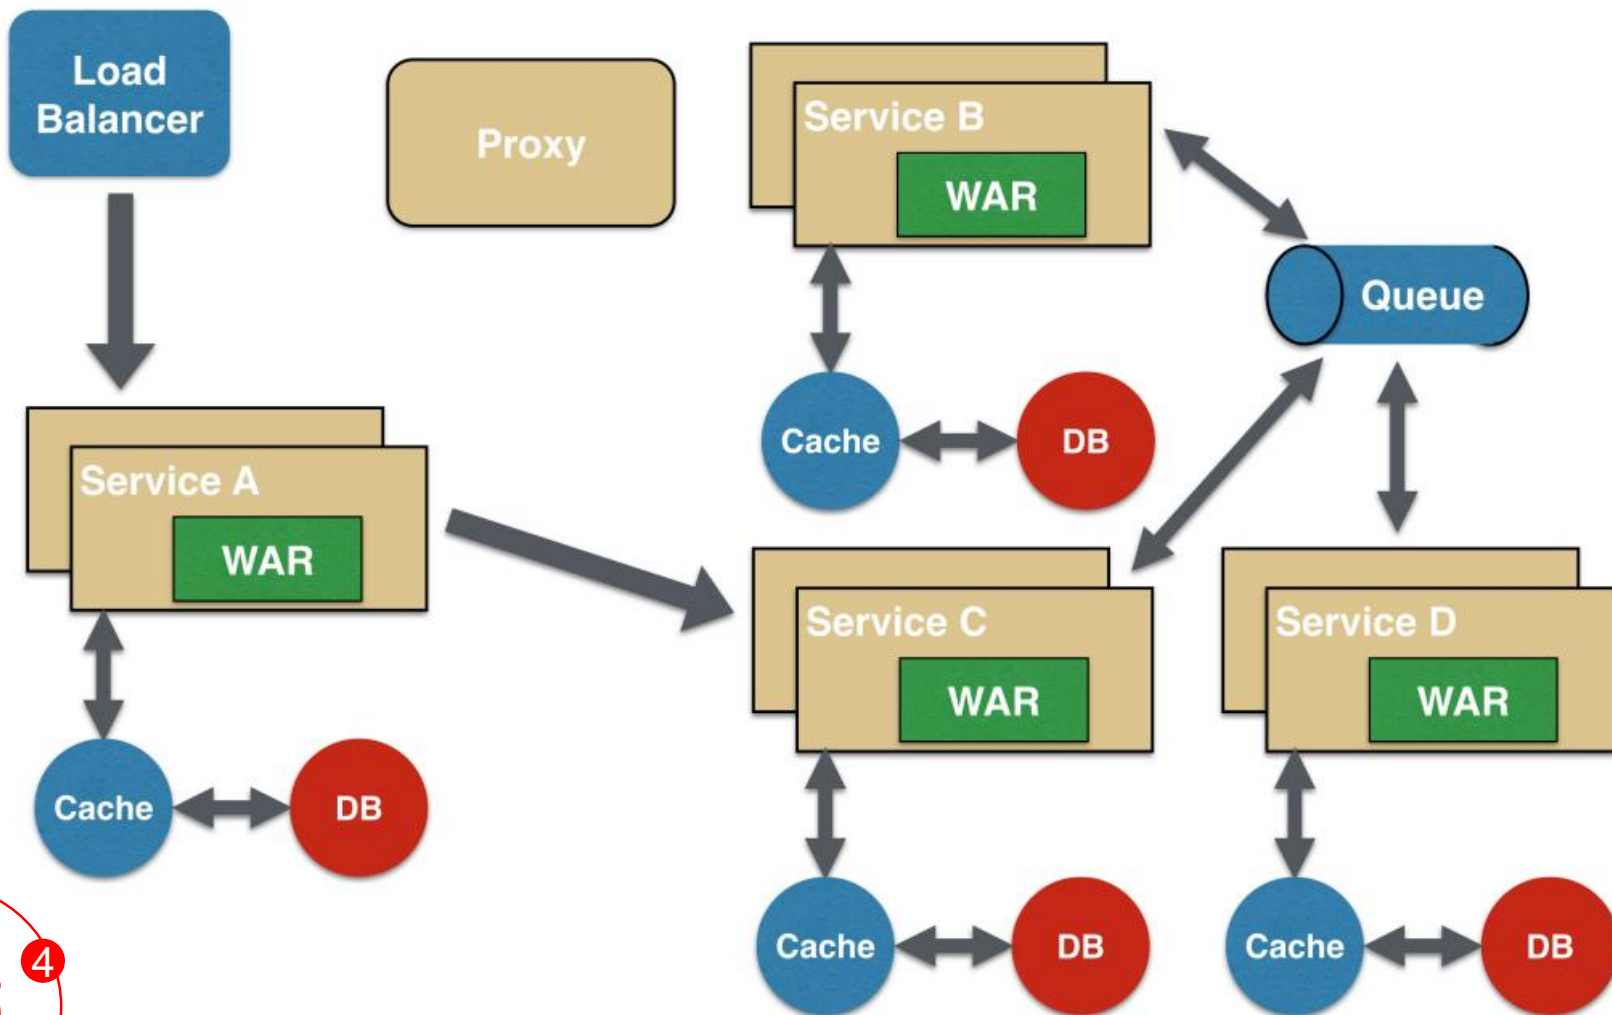 Load
Balancer
Proxy
Service B
WAR
Queue
Cache
DB
Service A
WAR
Service C
WAR
Service D
WAR
Cache
DB
Cache
DB
Cache
DB
4